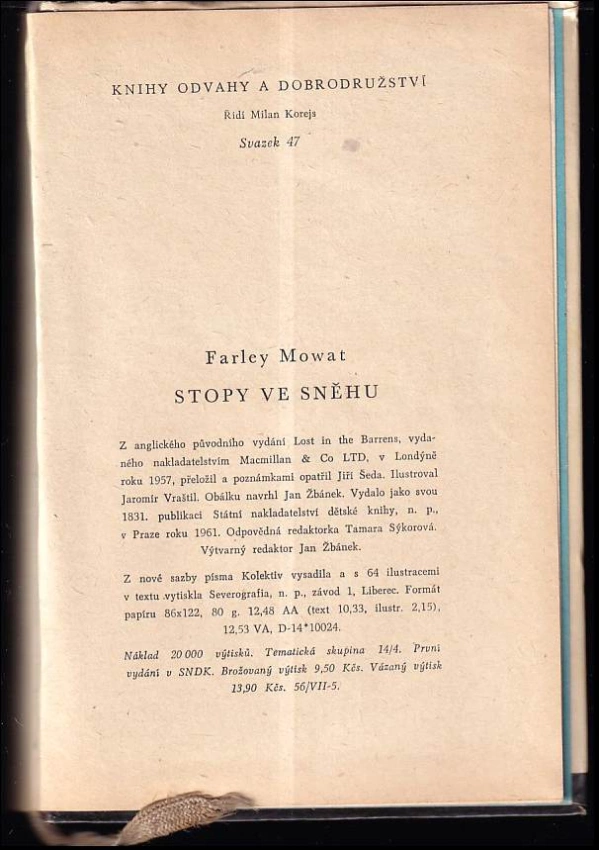 KNIHY ODVAHY A DOBRODRUŽSTVÍ
Řídí Milan Korejs
Svazek 47
Farley Mowat
STOPY VE SNĚHU
Z anglického původního vydání Lost in the Barrens, vyda-
ného nakladatelstvím Macmillan & Co LTD, v Londýně
roku 1957, přeložil a poznámkami opatřil Jiří Šeda. Ilustroval
Jaromír Vraštil. Obálku navrhl Jan Žbánek. Vydalo jako svou
1831. publikaci Státní nakladatelství dětské knihy, n. p.,
v Praze roku 1961. Odpovědná redaktorka Tamara Sýkorová.
Výtvarný redaktor Jan Žbánek.
Z nové sazby písma Kolektiv vysadila a s 64 ilustracemi
v textu vytiskla Severografia, n. p., závod 1, Liberec. Formát
papíru 86x122, 80 g. 12,48 AA (text 10,33, ilustr. 2,15),
12,53 VA, D-14*10024.
Náklad 20 000 výtisků. Tematická skupina 14/4. První
vydání v SNDK. Brožovaný výtisk 9,50 Kčs. Vázaný výtisk
13,90 Kčs. 56/VII-5.